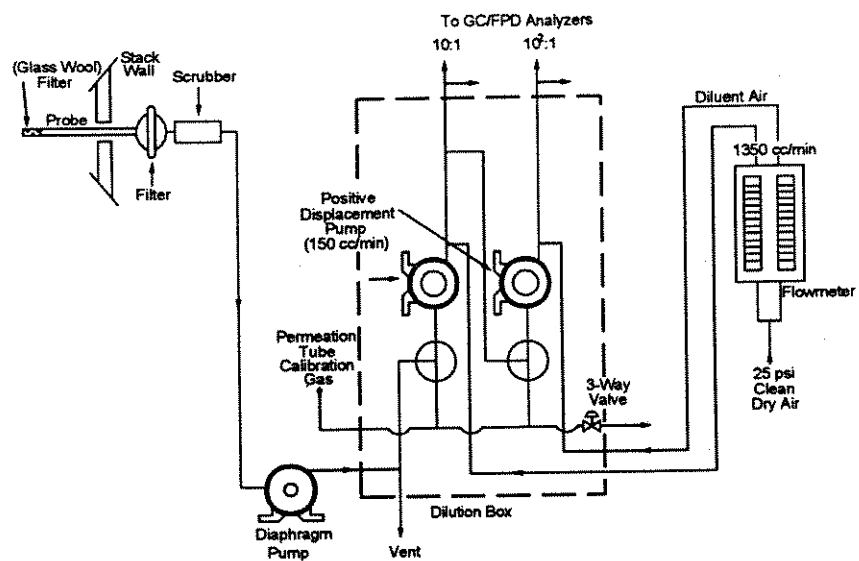 To GC/FPD Analyzers
10:1
10²:1
(Glass Wool)
Filter
Stack
Wall
Scrubber
Probe
Filter
Diluent Air
1350 cc/min
Positive
Displacement
Pump
(150 cc/min)
Flowmeter
Permeation
Tube
Calibration
Gas
3-Way
Valve
25 psi
Clean
Dry Air
Dilution Box
Diaphragm
Pump
Vent